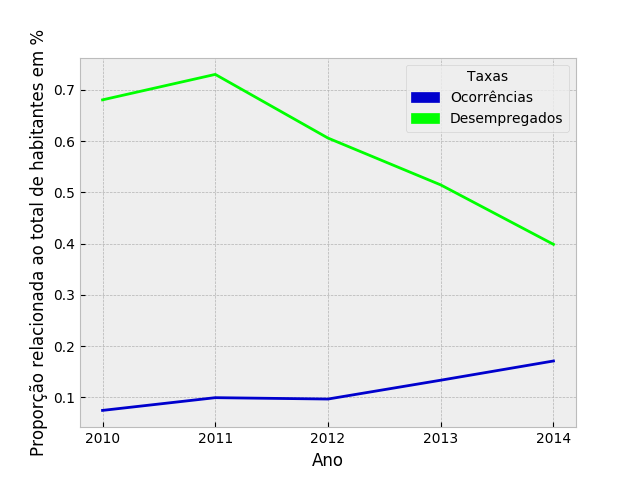 Proporção relacionada ao total de habitantes em %
0.7
0.6
0.5
0.4
0.3
0.2
0.1
Taxas
Ocorrências
Desempregados
2010 2011 2012 2013 2014
Ano